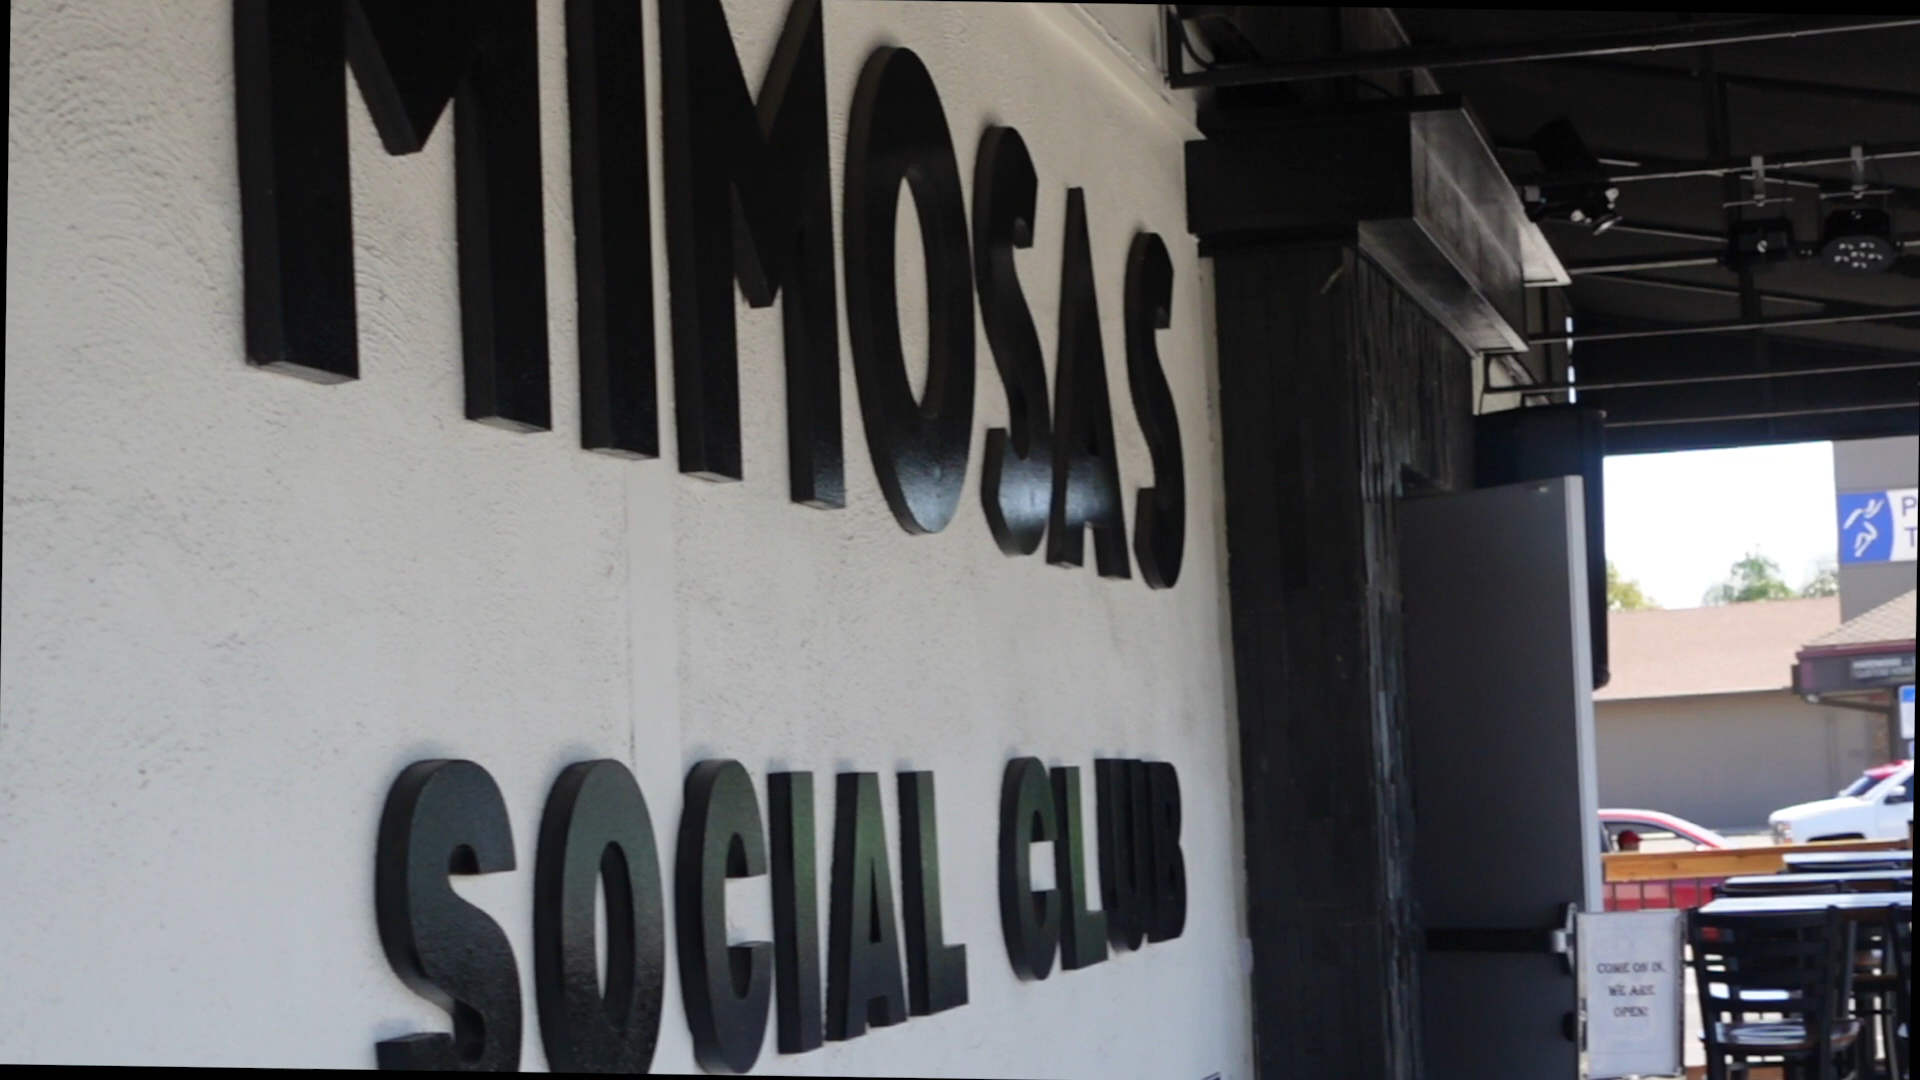 MIMOSAS
SOCIAL CLUB
P
T
COME ON IN,
WE ARE
OPEN!